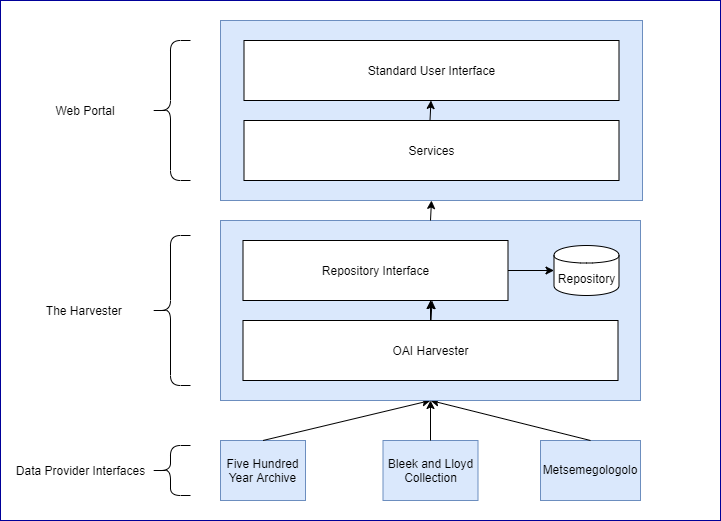 Web Portal
Standard User Interface
Services
The Harvester
Repository Interface
Repository
OAI Harvester
Data Provider Interfaces
Five Hundred
Year Archive
Bleek and Lloyd
Collection
Metsemegologolo